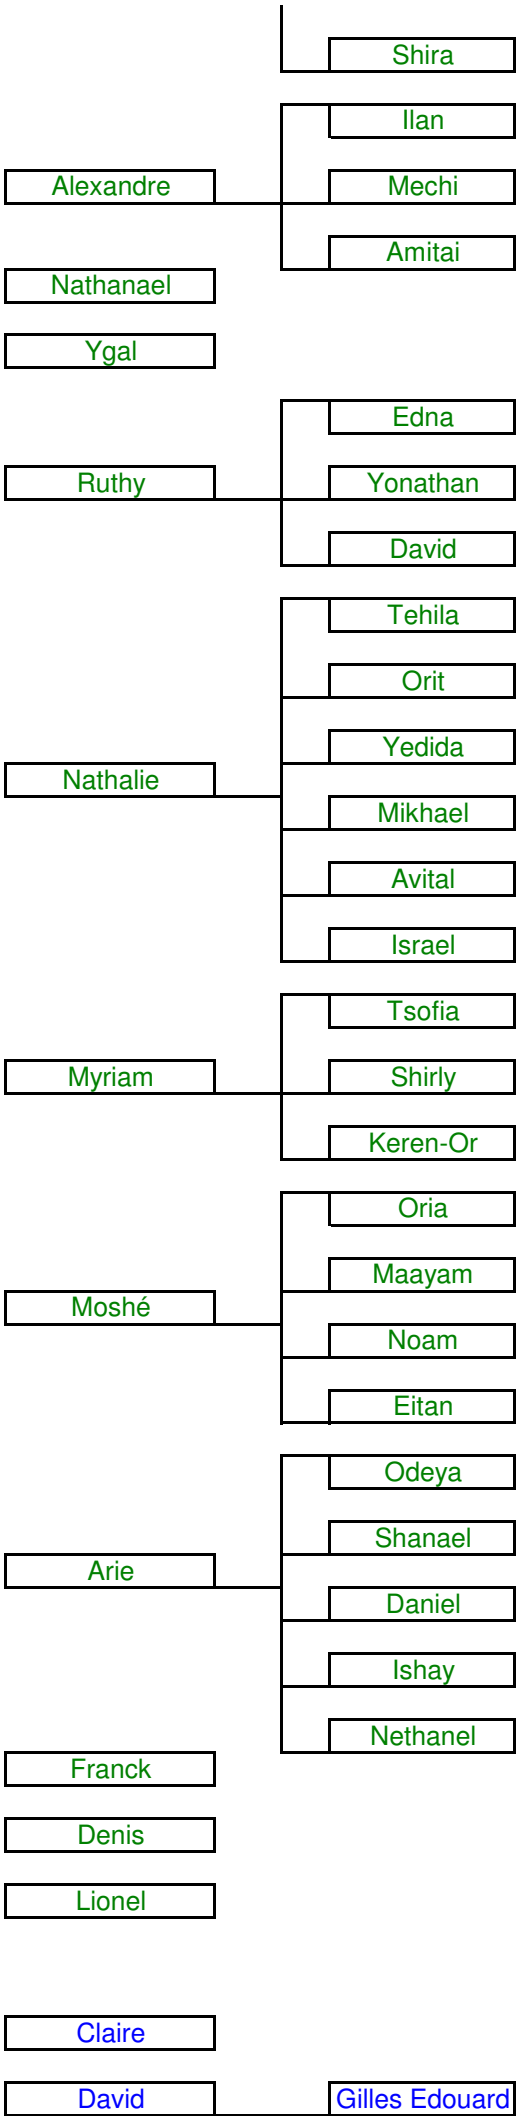 Shira
Ilan
Alexandre
Mechi
Amitai
Nathanael
Ygal
Edna
Ruthy
Yonathan
David
Tehila
Orit
Yedida
Nathalie
Mikhael
Avital
Israel
Tsofia
Myriam
Shirly
Keren-Or
Oria
Maayam
Moshé
Noam
Eitan
Odeya
Shanael
Arie
Daniel
Ishay
Nethanel
Franck
Denis
Lionel
Claire
David
Gilles Edouard